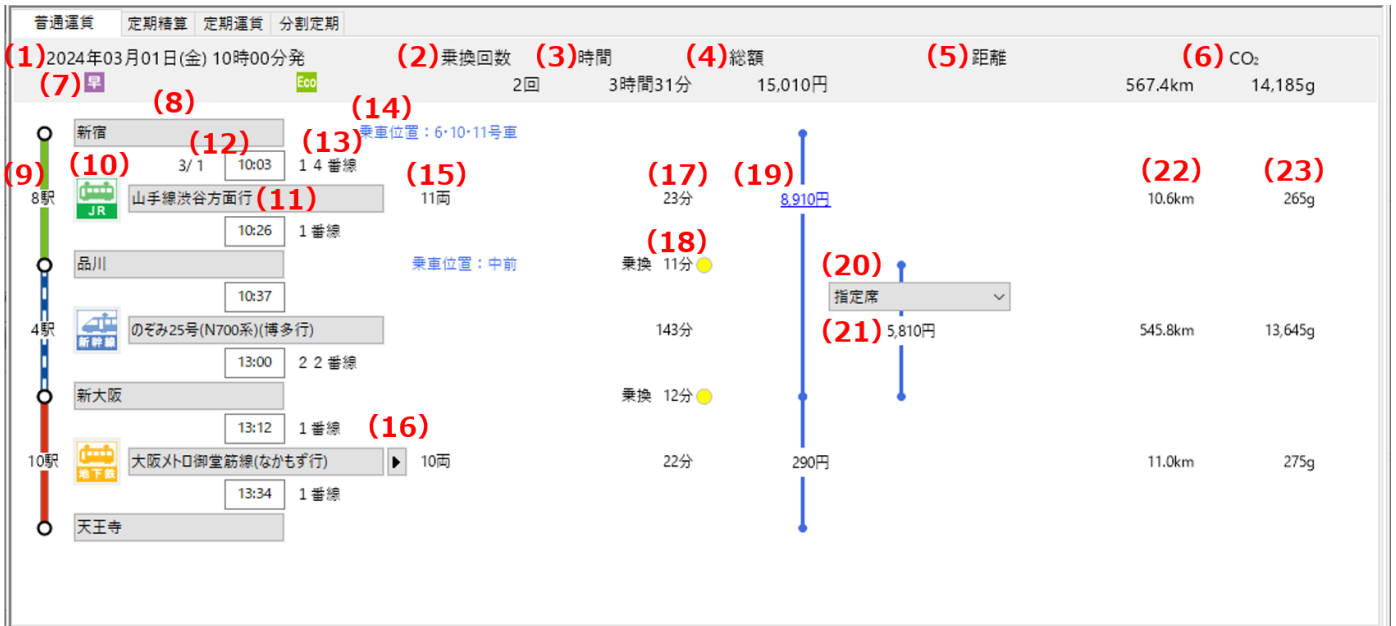 普通運賃 定期精算 定期運賃 分割定期
(1) 2024年03月01日(金) 10時00分発 (2) 乗換回数 (3) 時間 (4) 総額 (5) 距離 (6) CO₂
(7) 早 Eco 2回 3時間31分 15,010円 567.4km 14,185g
(8)
新宿 (14) 乗車位置：6･10･11号車
(12) 3/ 1 10:03 (13) １４番線
(9) 8駅 (10) JR 山手線渋谷方面行 (11) (15) 11両 (17) 23分 (19) 8,910円 (22) 10.6km (23) 265g
10:26 １番線
品川 乗車位置：中前 (18) 乗換 11分 (20)
10:37 指定席
4駅 新幹線 のぞみ25号(N700系)(博多行) 143分 (21) 5,810円 545.8km 13,645g
13:00 ２２番線
新大阪 乗換 12分
13:12 １番線 (16)
10駅 地下鉄 大阪ﾒﾄﾛ御堂筋線(なかもず行) 10両 22分 290円 11.0km 275g
13:34 １番線
天王寺